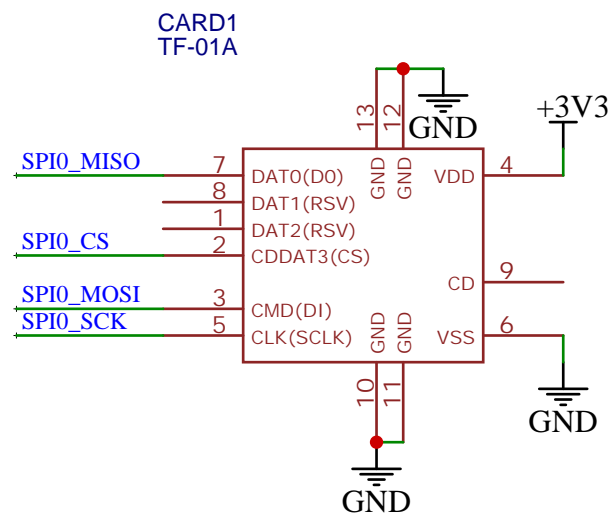 CARD1
TF-01A
13
12
GND
+3V3
SPI0_MISO
7
DAT0(D0)
GND
GND
VDD
4
8
DAT1(RSV)
1
DAT2(RSV)
SPI0_CS
2
CDDAT3(CS)
CD
9
SPI0_MOSI
3
CMD(DI)
SPI0_SCK
5
CLK(SCLK)
GND
GND
VSS
6
10
11
GND
GND